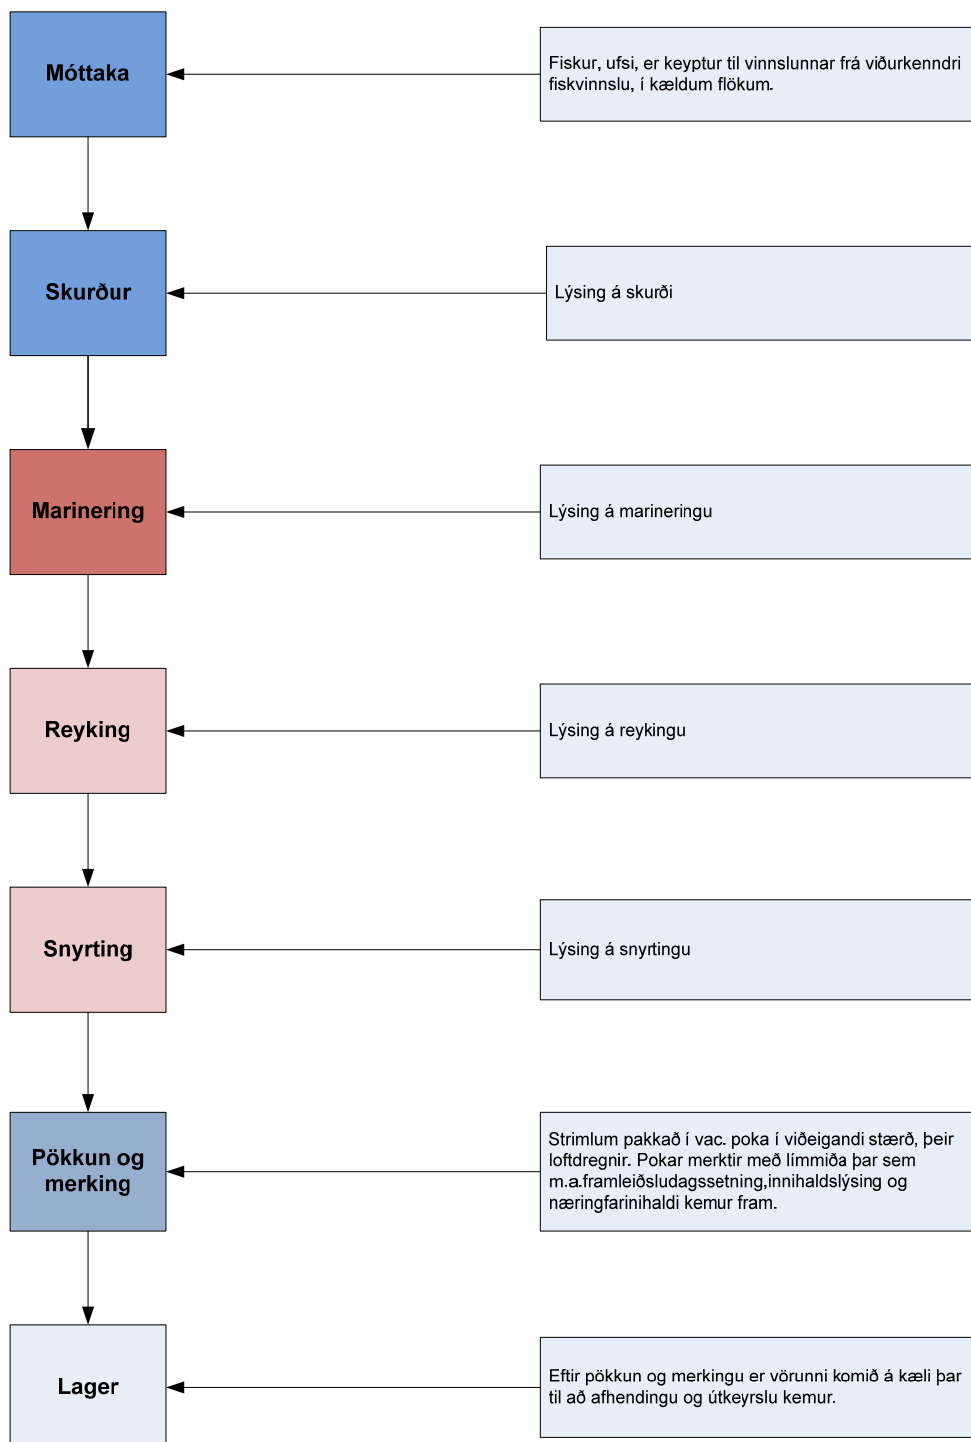 Móttaka
Fiskur, ufsi, er keyptur til vinnslunnar frá viðurkenndri
fiskvinnslu, í kældum flökum.
Skurður
Lýsing á skurði
Marinering
Lýsing á marineringu
Reyking
Lýsing á reykingu
Snyrting
Lýsing á snyrtingu
Pökkun og
merking
Strimlum pakkað í vac. poka í viðeigandi stærð, þeir
loftdregnir. Pokar merktir með límmiða þar sem
m.a.framleiðsludagssetning,innihaldslýsing og
næringfarinihaldi kemur fram.
Lager
Eftir pökkun og merkingu er vörunni komið á kæli þar
til að afhendingu og útkeyrslu kemur.